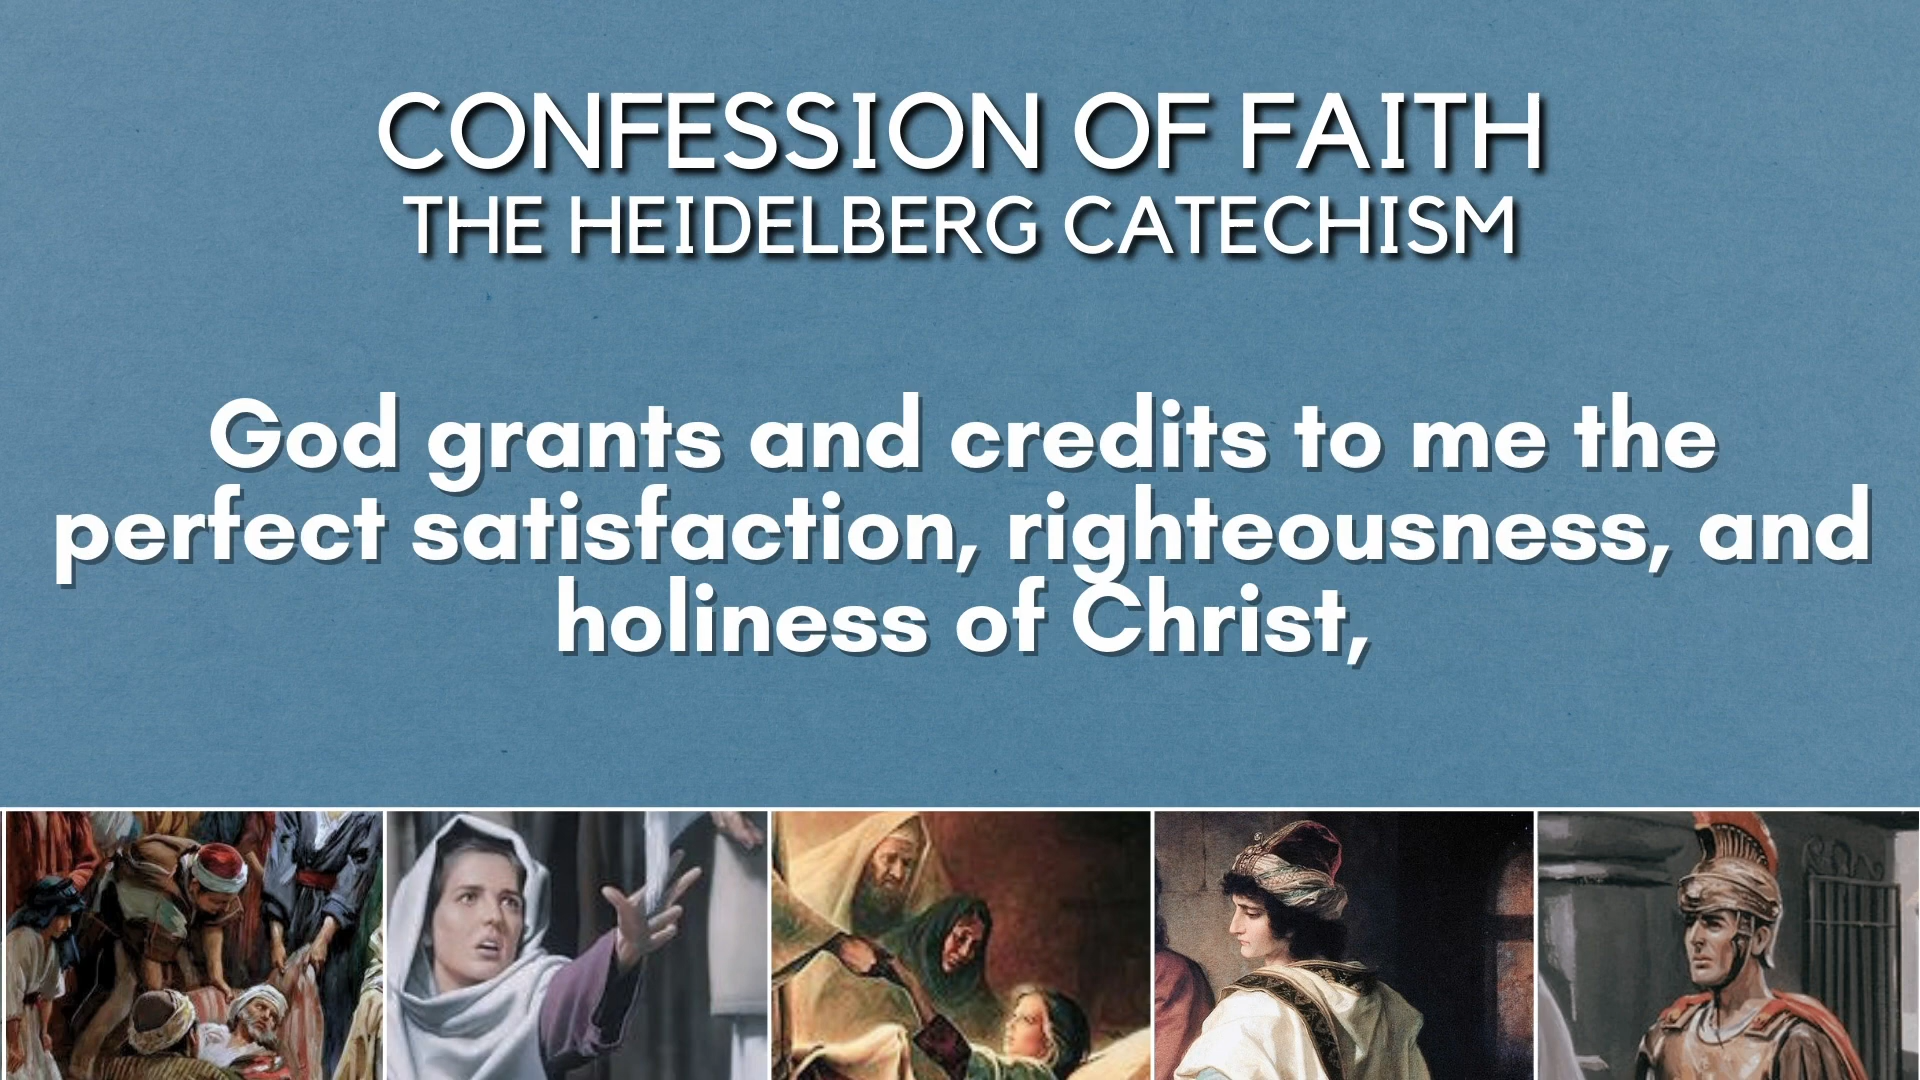 CONFESSION OF FAITH
THE HEIDELBERG CATECHISM
God grants and credits to me the
perfect satisfaction, righteousness, and
holiness of Christ,